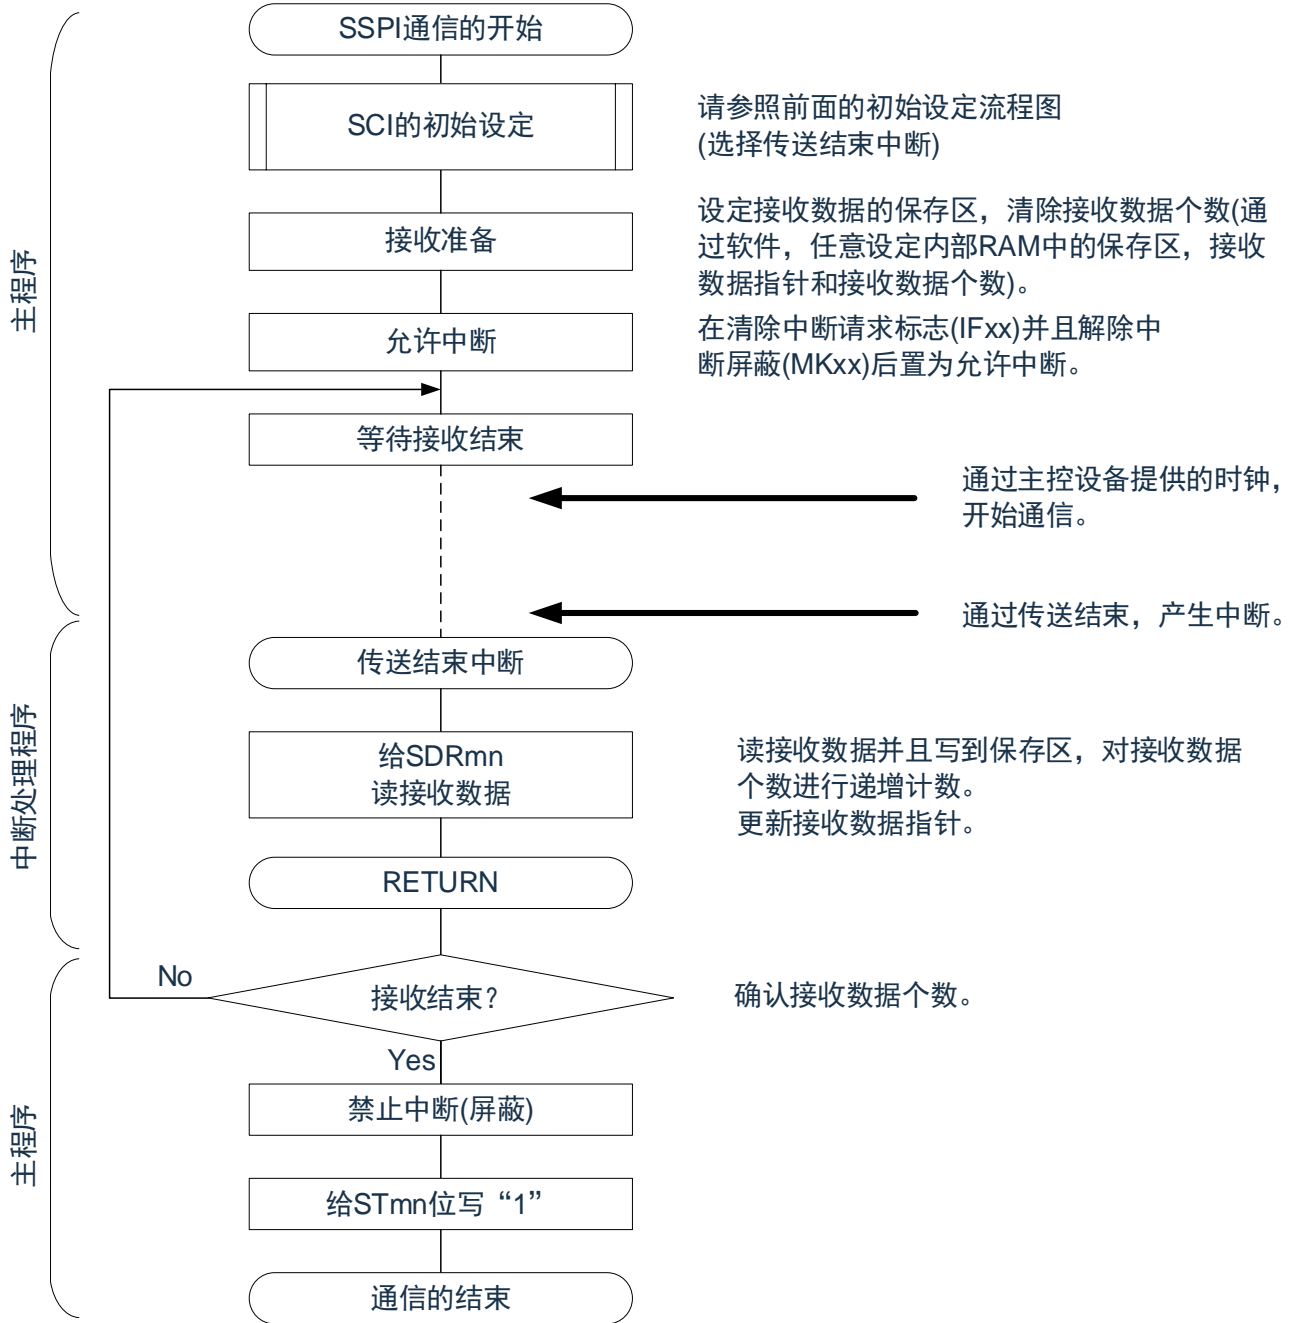 SSPI通信的开始
SCI的初始设定
请参照前面的初始设定流程图
(选择传送结束中断)
接收准备
设定接收数据的保存区，清除接收数据个数(通
过软件，任意设定内部RAM中的保存区，接收
数据指针和接收数据个数)。
主程序
允许中断
在清除中断请求标志(IFxx)并且解除中
断屏蔽(MKxx)后置为允许中断。
等待接收结束
通过主控设备提供的时钟，
开始通信。
通过传送结束，产生中断。
传送结束中断
中断处理程序
给SDRmn
读接收数据
读接收数据并且写到保存区，对接收数据
个数进行递增计数。
更新接收数据指针。
RETURN
No
接收结束？
确认接收数据个数。
Yes
禁止中断(屏蔽)
主程序
给STmn位写“1”
通信的结束